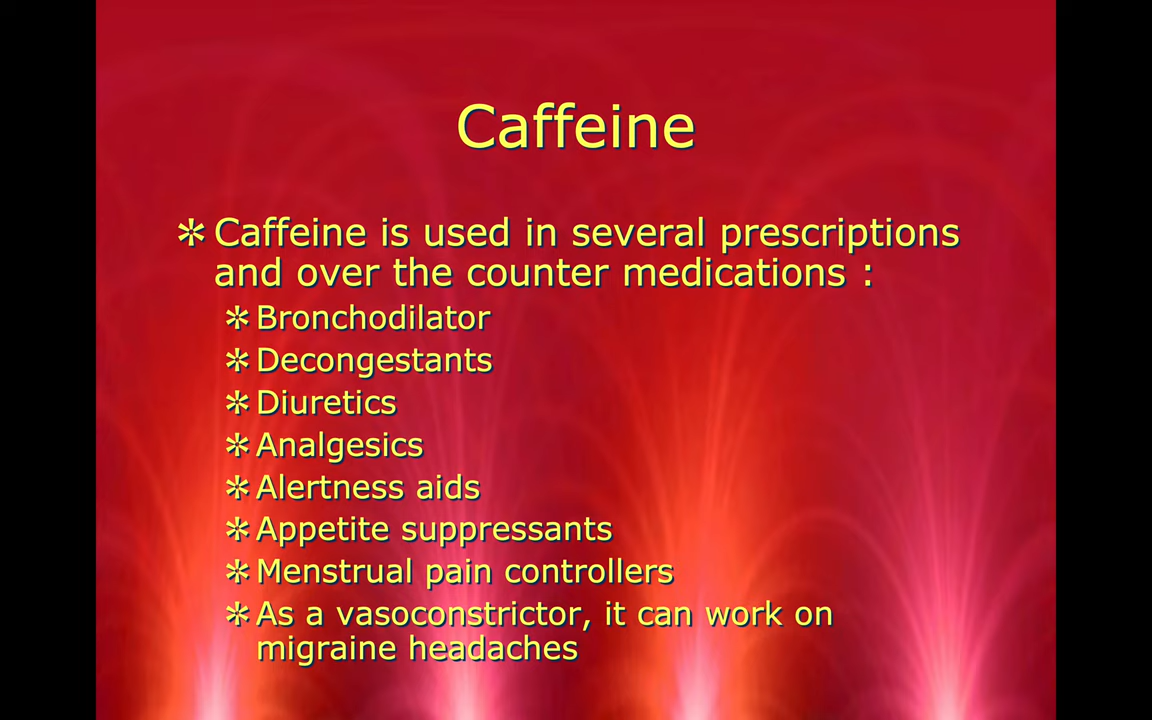 Caffeine
✲ Caffeine is used in several prescriptions
and over the counter medications :
✲ Bronchodilator
✲ Decongestants
✲ Diuretics
✲ Analgesics
✲ Alertness aids
✲ Appetite suppressants
✲ Menstrual pain controllers
✲ As a vasoconstrictor, it can work on
migraine headaches